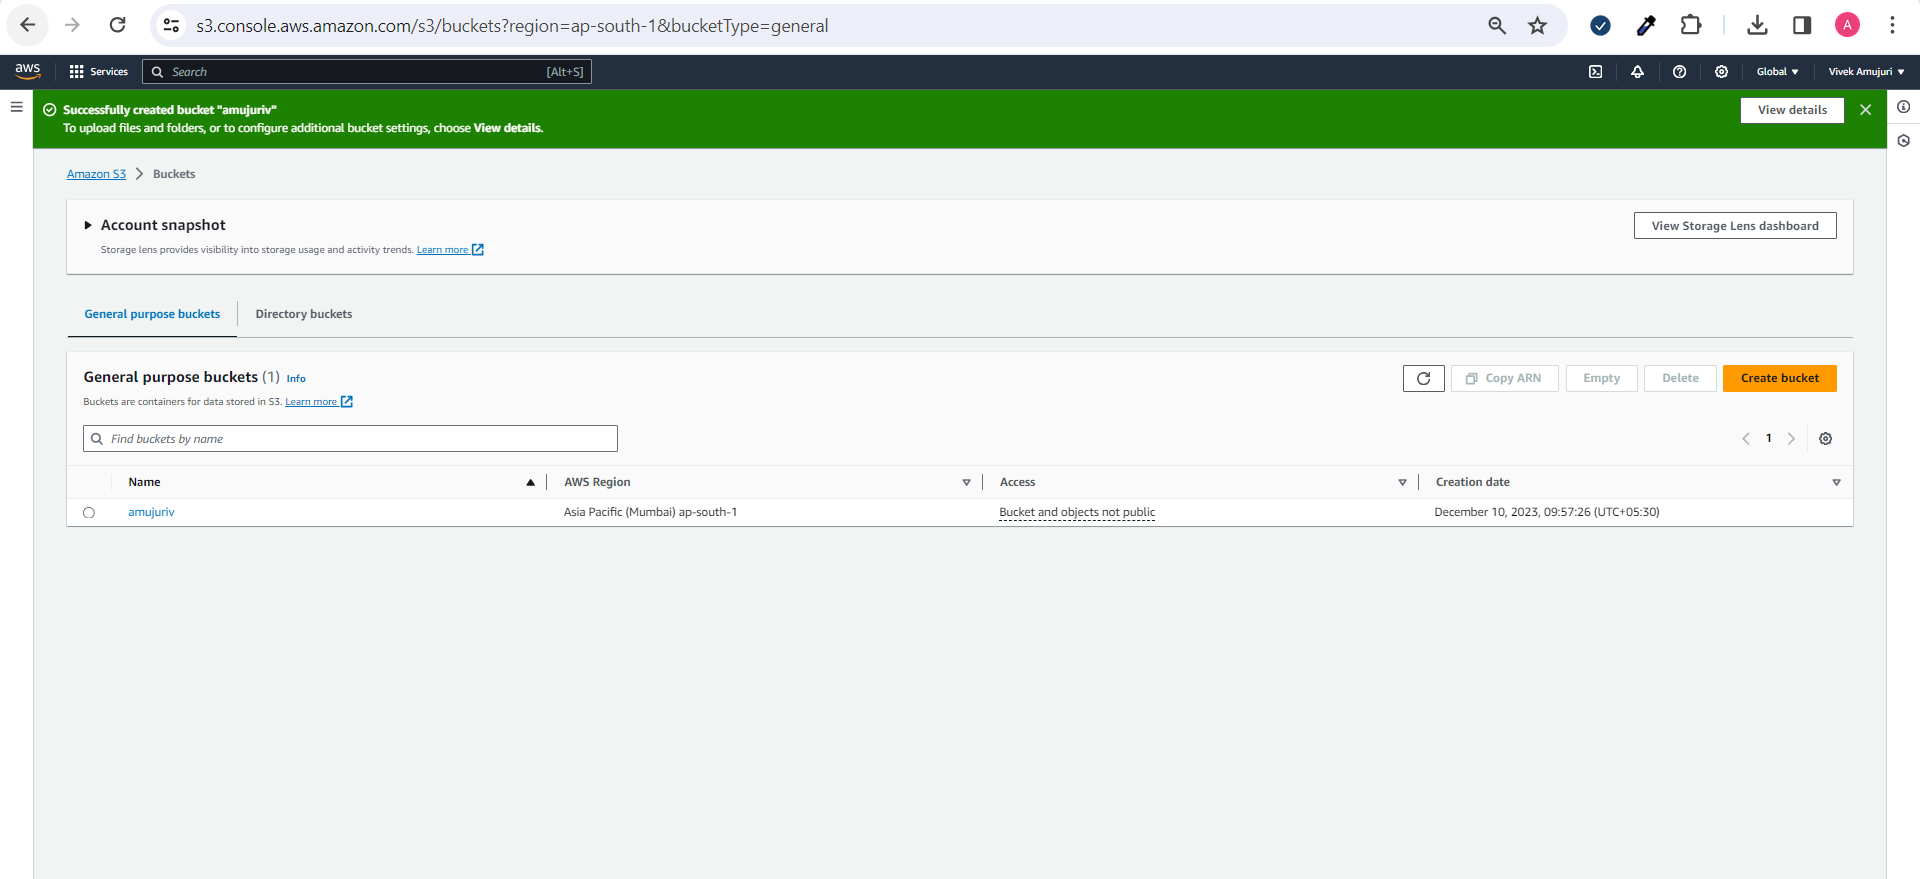 s3.console.aws.amazon.com/s3/buckets?region=ap-south-1&bucketType=general
A
aws
Services
Search
[Alt+S]
Global
Vivek Amujuri
Successfully created bucket "amujuriv"
To upload files and folders, or to configure additional bucket settings, choose View details.
View details
Amazon S3
Buckets
Account snapshot
Storage lens provides visibility into storage usage and activity trends. Learn more
View Storage Lens dashboard
General purpose buckets
Directory buckets
General purpose buckets (1) Info
Buckets are containers for data stored in S3. Learn more
Copy ARN
Empty
Delete
Create bucket
Find buckets by name
1
Name
AWS Region
Access
Creation date
amujuriv
Asia Pacific (Mumbai) ap-south-1
Bucket and objects not public
December 10, 2023, 09:57:26 (UTC+05:30)